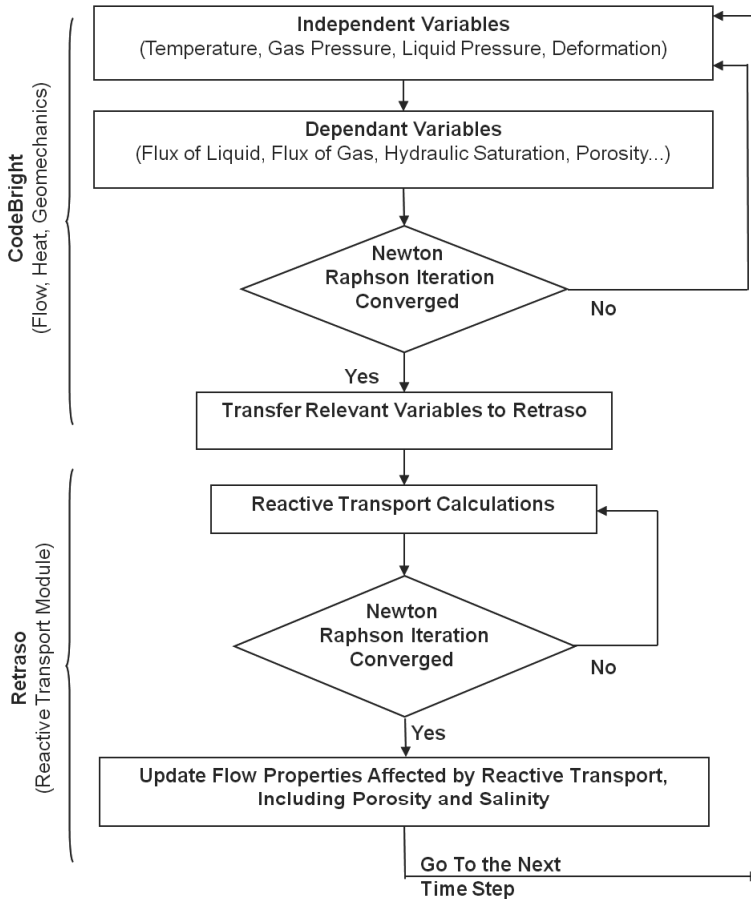 Independent Variables
(Temperature, Gas Pressure, Liquid Pressure, Deformation)
Dependant Variables
(Flux of Liquid, Flux of Gas, Hydraulic Saturation, Porosity...)
CodeBright
(Flow, Heat, Geomechanics)
Newton
Raphson Iteration
Converged
No
Yes
Transfer Relevant Variables to Retraso
Reactive Transport Calculations
Retraso
(Reactive Transport Module)
Newton
Raphson Iteration
Converged
No
Yes
Update Flow Properties Affected by Reactive Transport,
Including Porosity and Salinity
Go To the Next
Time Step